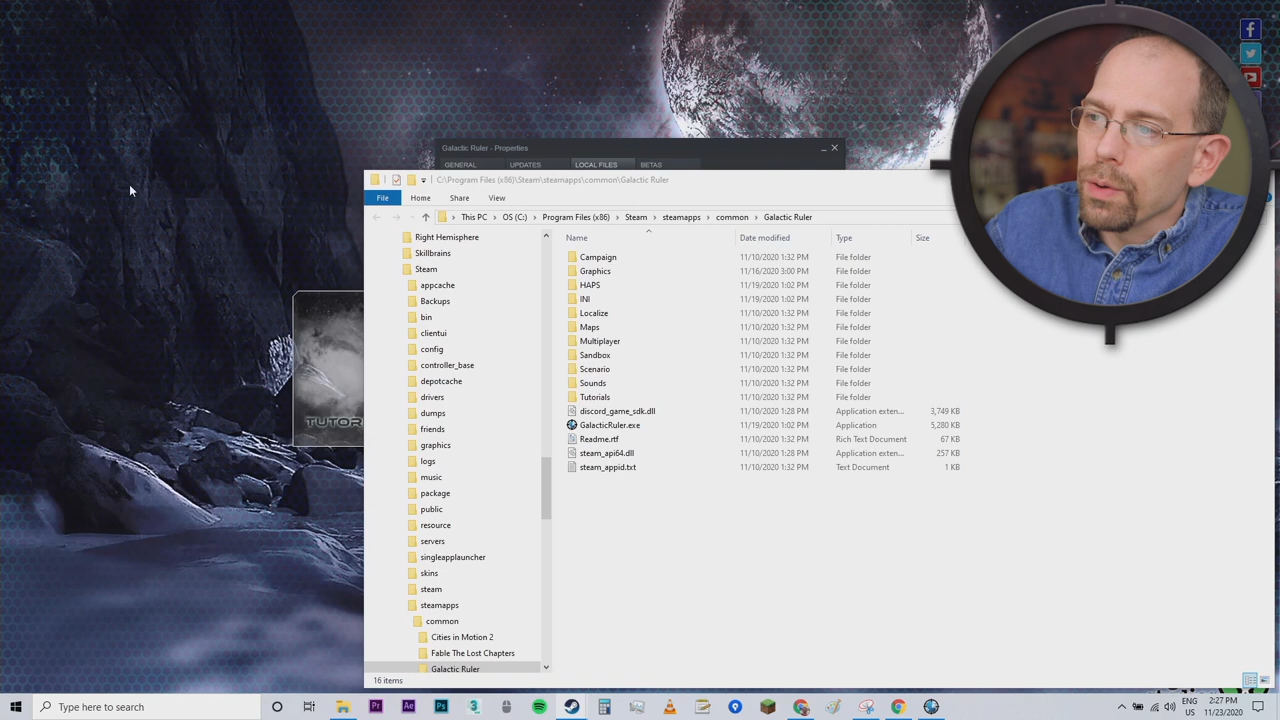 Galactic Ruler - Properties
GENERAL UPDATES LOCAL FILES BETAS
C:\Program Files (x86)\Steam\steamapps\common\Galactic Ruler
File Home Share View
This PC > OS (C:) > Program Files (x86) > Steam > steamapps > common > Galactic Ruler
Name Date modified Type Size
Right Hemisphere
Skillbrains
Steam
appcache
Backups
bin
clientui
config
controller_base
depotcache
drivers
dumps
friends
graphics
logs
music
package
public
resource
servers
singleapplauncher
skins
steam
steamapps
common
Cities in Motion 2
Fable The Lost Chapters
Galactic Ruler
Campaign 11/10/2020 1:32 PM File folder
Graphics 11/16/2020 3:00 PM File folder
HAPS 11/19/2020 1:02 PM File folder
INI 11/19/2020 1:02 PM File folder
Localize 11/10/2020 1:32 PM File folder
Maps 11/10/2020 1:32 PM File folder
Multiplayer 11/10/2020 1:32 PM File folder
Sandbox 11/10/2020 1:32 PM File folder
Scenario 11/10/2020 1:32 PM File folder
Sounds 11/10/2020 1:32 PM File folder
Tutorials 11/10/2020 1:32 PM File folder
discord_game_sdk.dll 11/10/2020 1:28 PM Application exten... 3,749 KB
GalacticRuler.exe 11/19/2020 1:02 PM Application 5,280 KB
Readme.rtf 11/10/2020 1:32 PM Rich Text Document 67 KB
steam_api64.dll 11/10/2020 1:28 PM Application exten... 257 KB
steam_appid.txt 11/10/2020 1:32 PM Text Document 1 KB
TUTOR
16 items
Type here to search
Pr Ae Ps
ENG 2:27 PM
US 11/23/2020